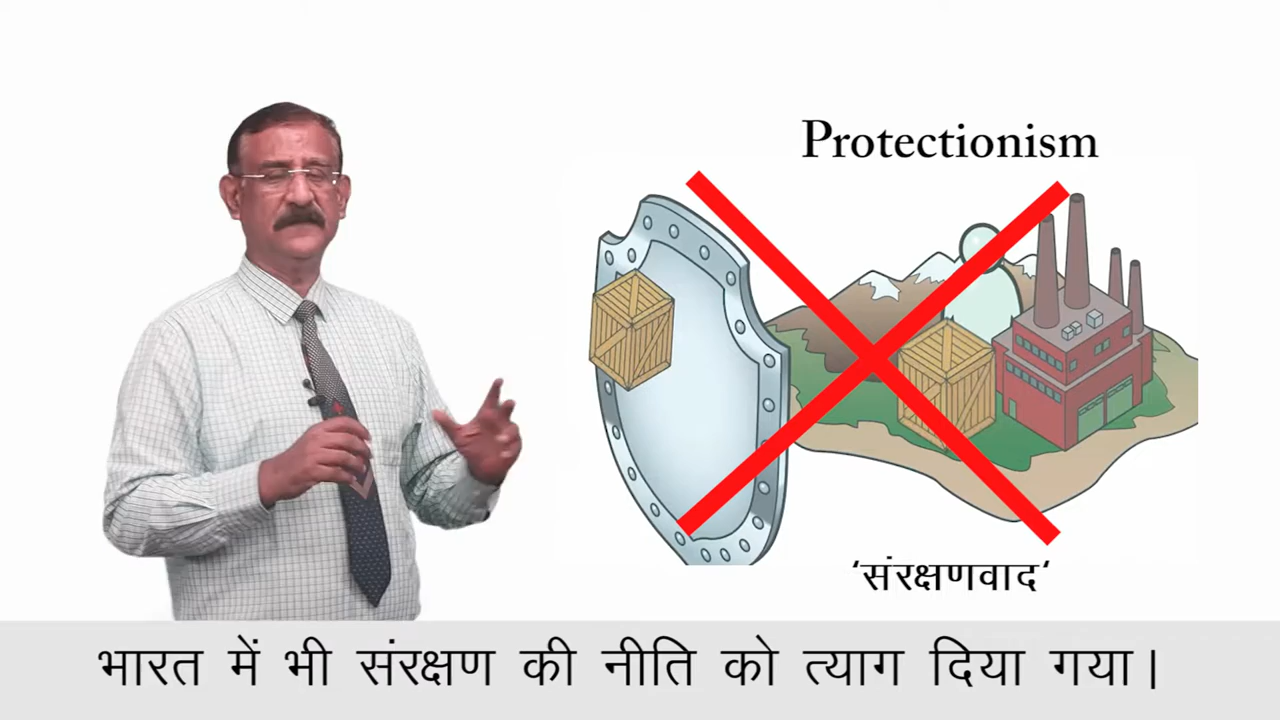 Protectionism
‘संरक्षणवाद‘
भारत में भी संरक्षण की नीति को त्याग दिया गया।